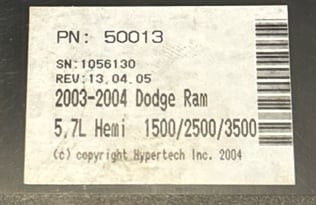 PN: 50013
SN:1056130
REV:13.04.05
2003-2004 Dodge Ram
5,7L Hemi 1500/2500/3500
(c) copyright Hypertech Inc. 2004